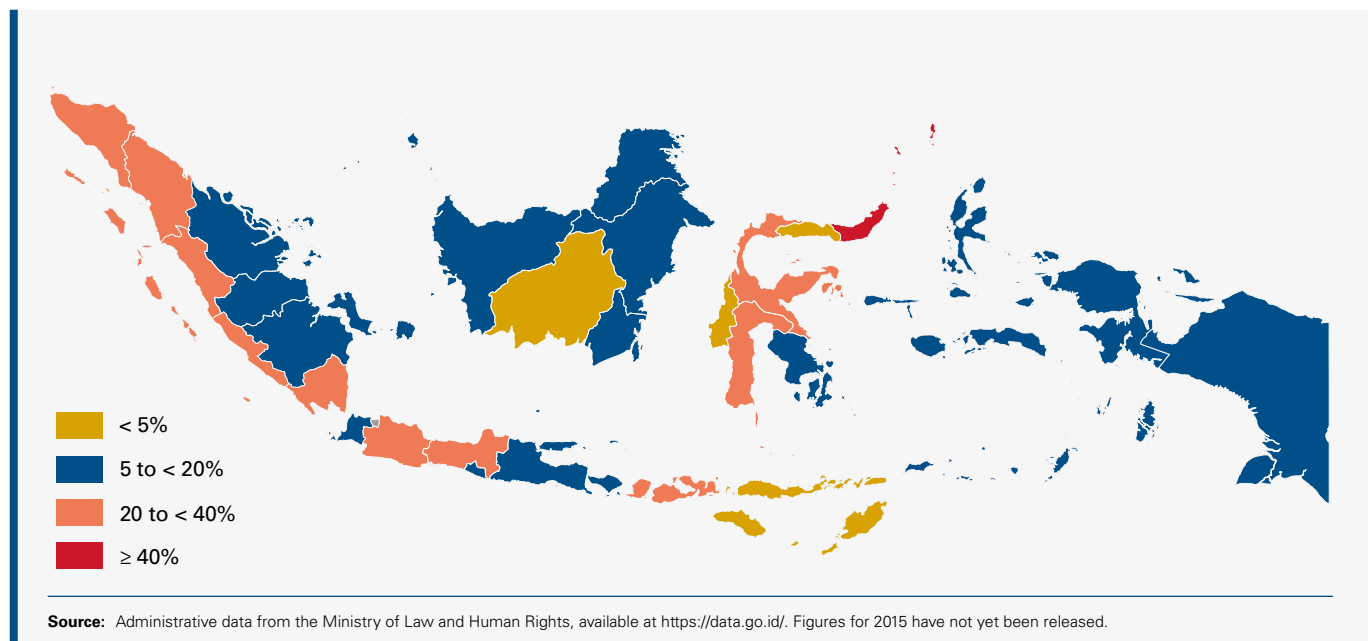 < 5%
5 to < 20%
20 to < 40%
≥ 40%
Source: Administrative data from the Ministry of Law and Human Rights, available at https://data.go.id/. Figures for 2015 have not yet been released.